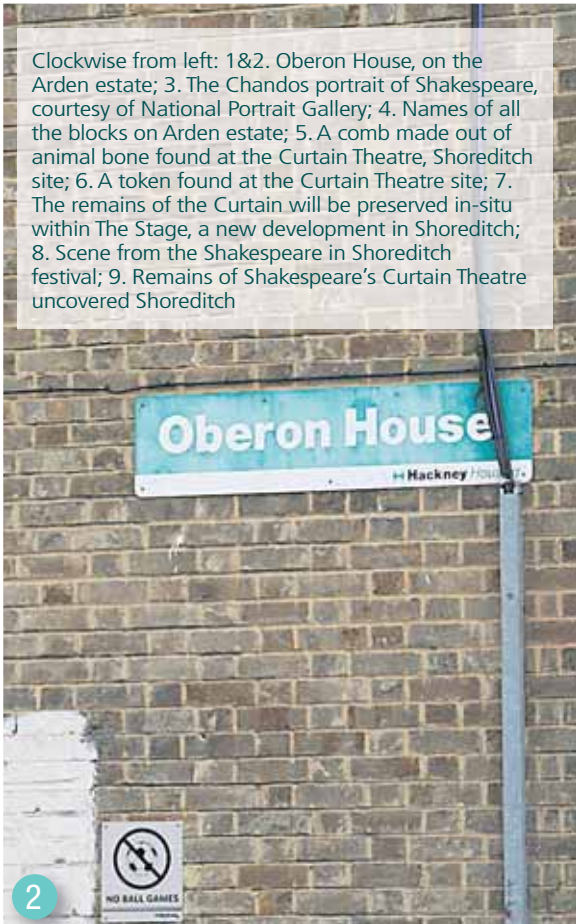 Clockwise from left: 1&2. Oberon House, on the
Arden estate; 3. The Chandos portrait of Shakespeare,
courtesy of National Portrait Gallery; 4. Names of all
the blocks on Arden estate; 5. A comb made out of
animal bone found at the Curtain Theatre, Shoreditch
site; 6. A token found at the Curtain Theatre site; 7.
The remains of the Curtain will be preserved in-situ
within The Stage, a new development in Shoreditch;
8. Scene from the Shakespeare in Shoreditch
festival; 9. Remains of Shakespeare's Curtain Theatre
uncovered Shoreditch
Oberon House
Hackney
NO BALL GAMES
2